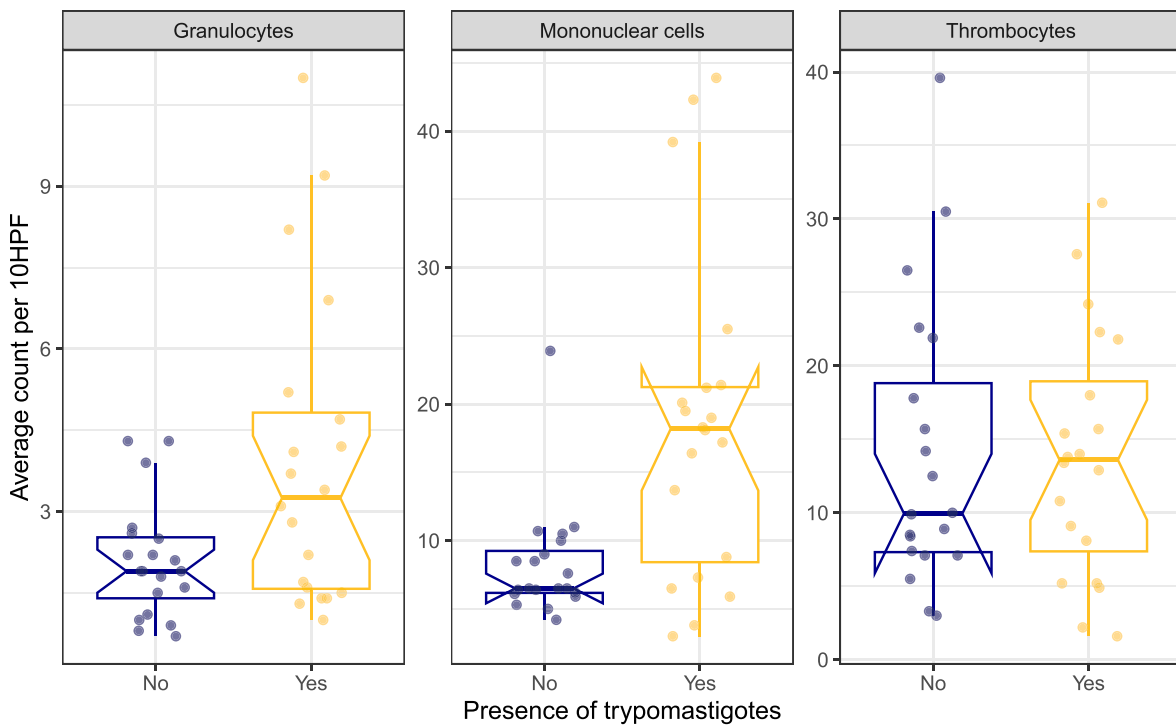 Granulocytes
Mononuclear cells
Thrombocytes
Average count per 10HPF
9
6
3
40
30
20
10
40
30
20
10
0
No
Yes
No
Yes
No
Yes
Presence of trypomastigotes